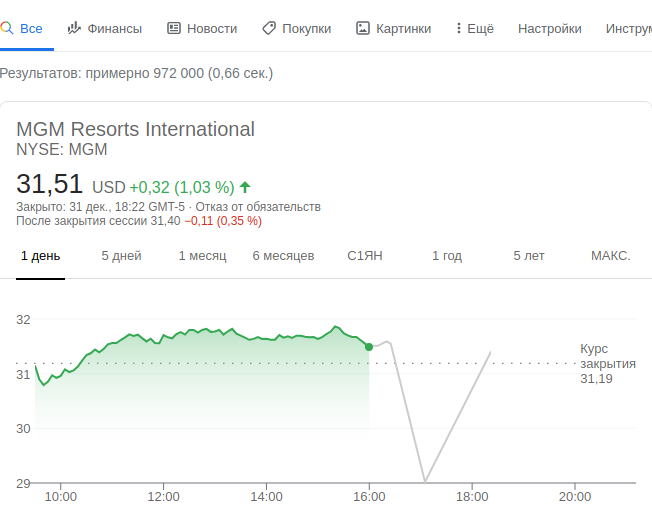 Все Финансы Новости Покупки Картинки Ещё Настройки Инструм
Результатов: примерно 972 000 (0,66 сек.)
MGM Resorts International
NYSE: MGM
31,51 USD +0,32 (1,03 %)
Закрыто: 31 дек., 18:22 GMT-5 · Отказ от обязательств
После закрытия сессии 31,40 −0,11 (0,35 %)
1 день 5 дней 1 месяц 6 месяцев С1ЯН 1 год 5 лет МАКС.
32
31
30
29
Курс
закрытия
31,19
10:00 12:00 14:00 16:00 18:00 20:00